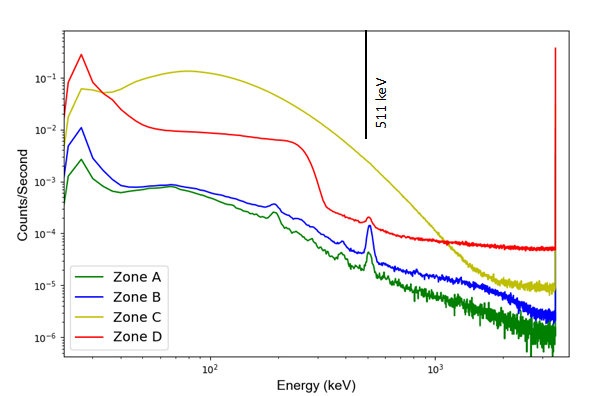 511 keV
Counts/Second
10⁻¹
10⁻²
10⁻³
10⁻⁴
10⁻⁵
10⁻⁶
Zone A
Zone B
Zone C
Zone D
10²
10³
Energy (keV)